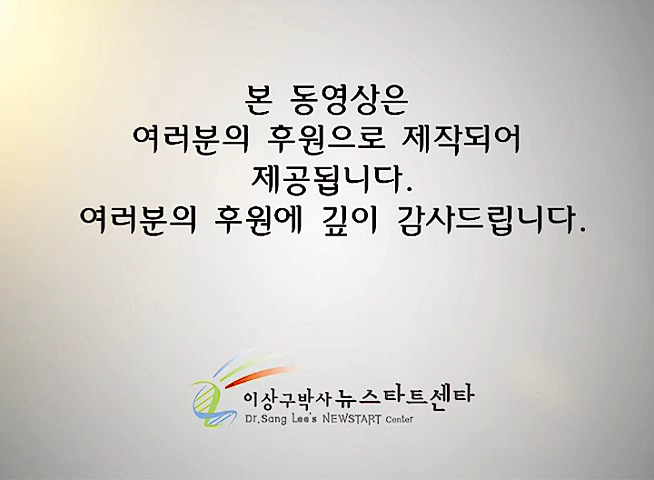 본 동영상은
여러분의 후원으로 제작되어
제공됩니다.
여러분의 후원에 깊이 감사드립니다.
이상구박사 뉴스타트센타
Dr.Sang Lee's NEWSTART Center